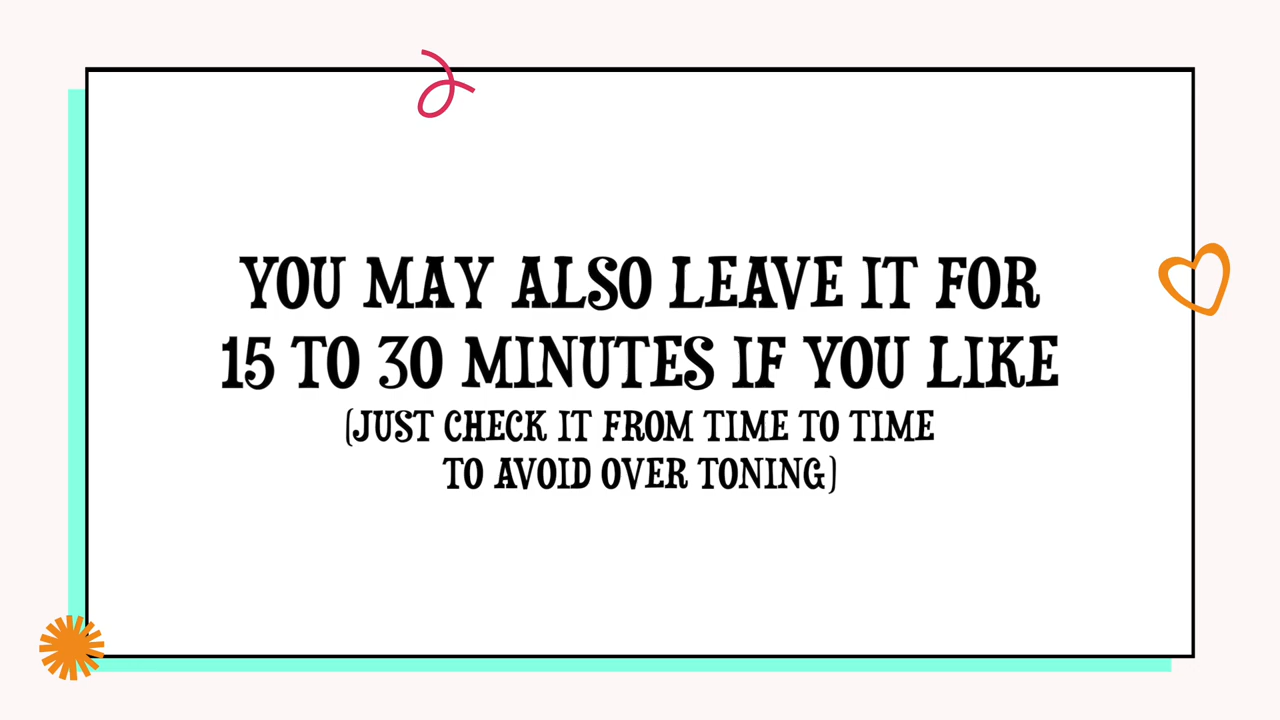 YOU MAY ALSO LEAVE IT FOR
15 TO 30 MINUTES IF YOU LIKE
(JUST CHECK IT FROM TIME TO TIME
TO AVOID OVER TONING)